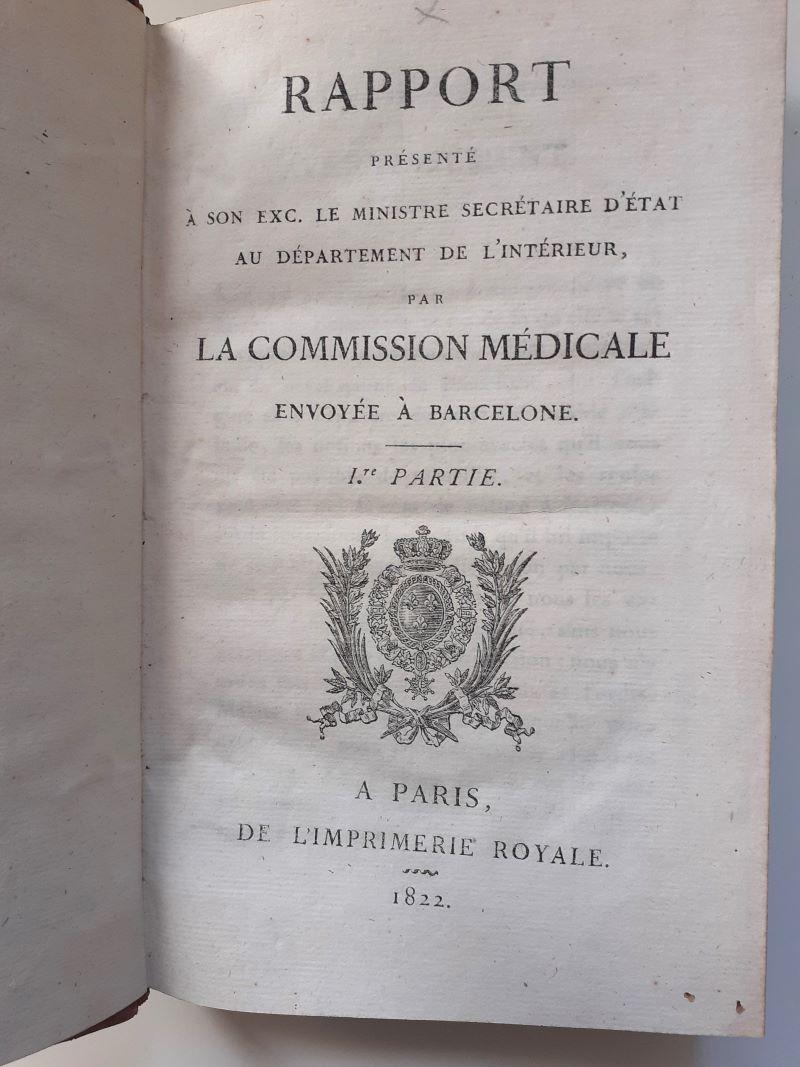 RAPPORT
PRÉSENTÉ
À SON EXC. LE MINISTRE SECRÉTAIRE D'ÉTAT
AU DÉPARTEMENT DE L'INTÉRIEUR,
PAR
LA COMMISSION MÉDICALE
ENVOYÉE À BARCELONE.
I.re PARTIE.
A PARIS,
DE L'IMPRIMERIE ROYALE.
1822.